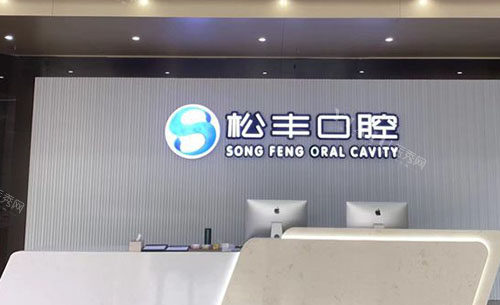 松丰口腔
SONG FENG ORAL CAVITY